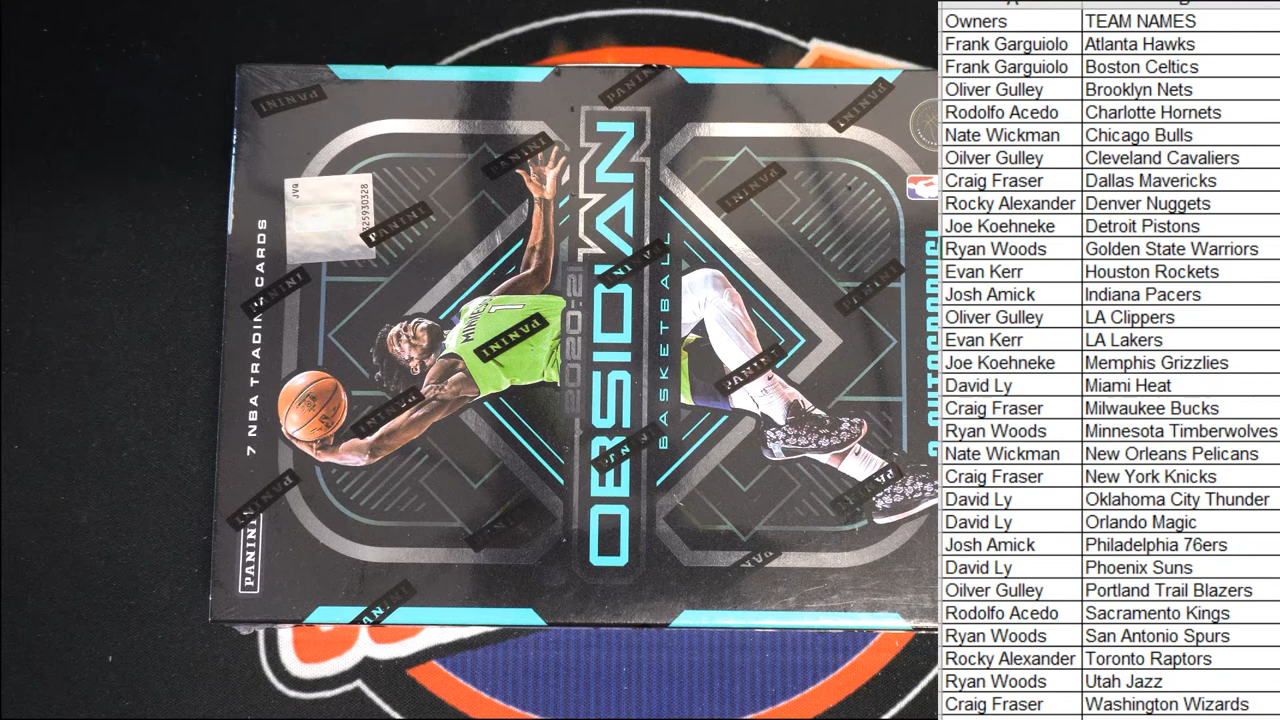 7 NBA TRADING CARDS
PANINI
JVQ
325930328
2020-21
OBSIDIAN
BASKETBALL
1
Owners TEAM NAMES
Frank Garguiolo Atlanta Hawks
Frank Garguiolo Boston Celtics
Oliver Gulley Brooklyn Nets
Rodolfo Acedo Charlotte Hornets
Nate Wickman Chicago Bulls
Oilver Gulley Cleveland Cavaliers
Craig Fraser Dallas Mavericks
Rocky Alexander Denver Nuggets
Joe Koehneke Detroit Pistons
Ryan Woods Golden State Warriors
Evan Kerr Houston Rockets
Josh Amick Indiana Pacers
Oliver Gulley LA Clippers
Evan Kerr LA Lakers
Joe Koehneke Memphis Grizzlies
David Ly Miami Heat
Craig Fraser Milwaukee Bucks
Ryan Woods Minnesota Timberwolves
Nate Wickman New Orleans Pelicans
Craig Fraser New York Knicks
David Ly Oklahoma City Thunder
David Ly Orlando Magic
Josh Amick Philadelphia 76ers
David Ly Phoenix Suns
Oilver Gulley Portland Trail Blazers
Rodolfo Acedo Sacramento Kings
Ryan Woods San Antonio Spurs
Rocky Alexander Toronto Raptors
Ryan Woods Utah Jazz
Craig Fraser Washington Wizards